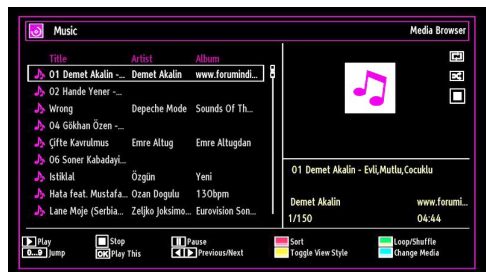 Music Media Browser
Title Artist Album
01 Demet Akalin -... Demet Akalin www.forumindi...
02 Hande Yener -...
Wrong Depeche Mode Sounds Of Th...
04 Gökhan Özen -...
Çifte Kavrulmus Emre Altug Emre Altugdan
06 Soner Kabadayi...
Istiklal Özgün Yeni
Hata feat. Mustafa... Ozan Dogulu 130bpm
Lane Moje (Serbia... Zeljko Joksimo... Eurovision Son...
01 Demet Akalin - Evli,Mutlu,Cocuklu
Demet Akalin www.forumi...
1/150 04:44
Play Stop Pause Sort Loop/Shuffle
0...9 Jump OK Play This Previous/Next Toggle View Style Change Media